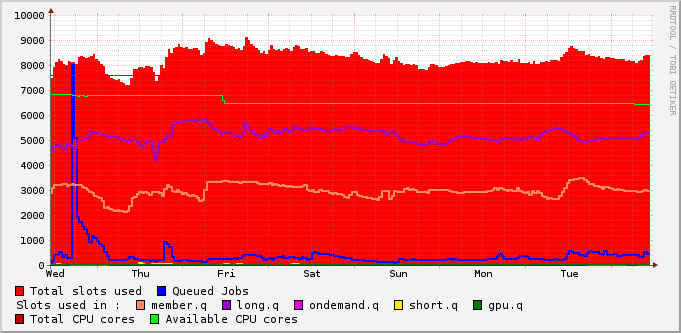 10000
9000
8000
7000
6000
5000
4000
3000
2000
1000
0
Wed Thu Fri Sat Sun Mon Tue
RRDTOOL / TOBI OETIKER
Total slots used Queued Jobs
Slots used in : member.q long.q ondemand.q short.q gpu.q
Total CPU cores Available CPU cores